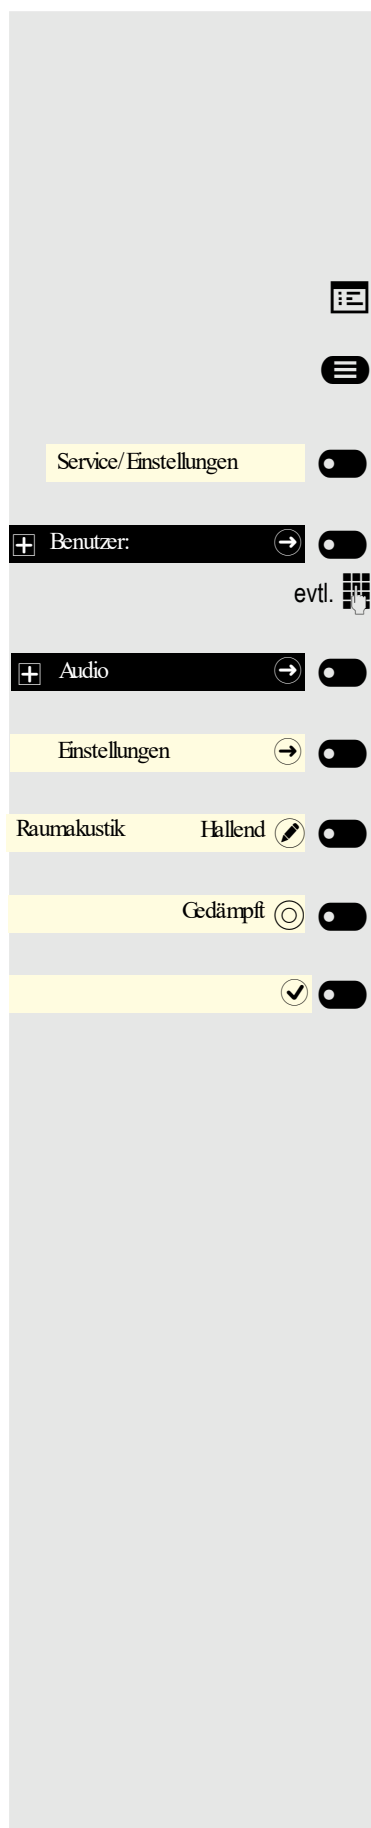 Service/Einstellungen
Benutzer:
evtl.
Audio
Einstellungen
Raumakustik Hallend
Gedämpft